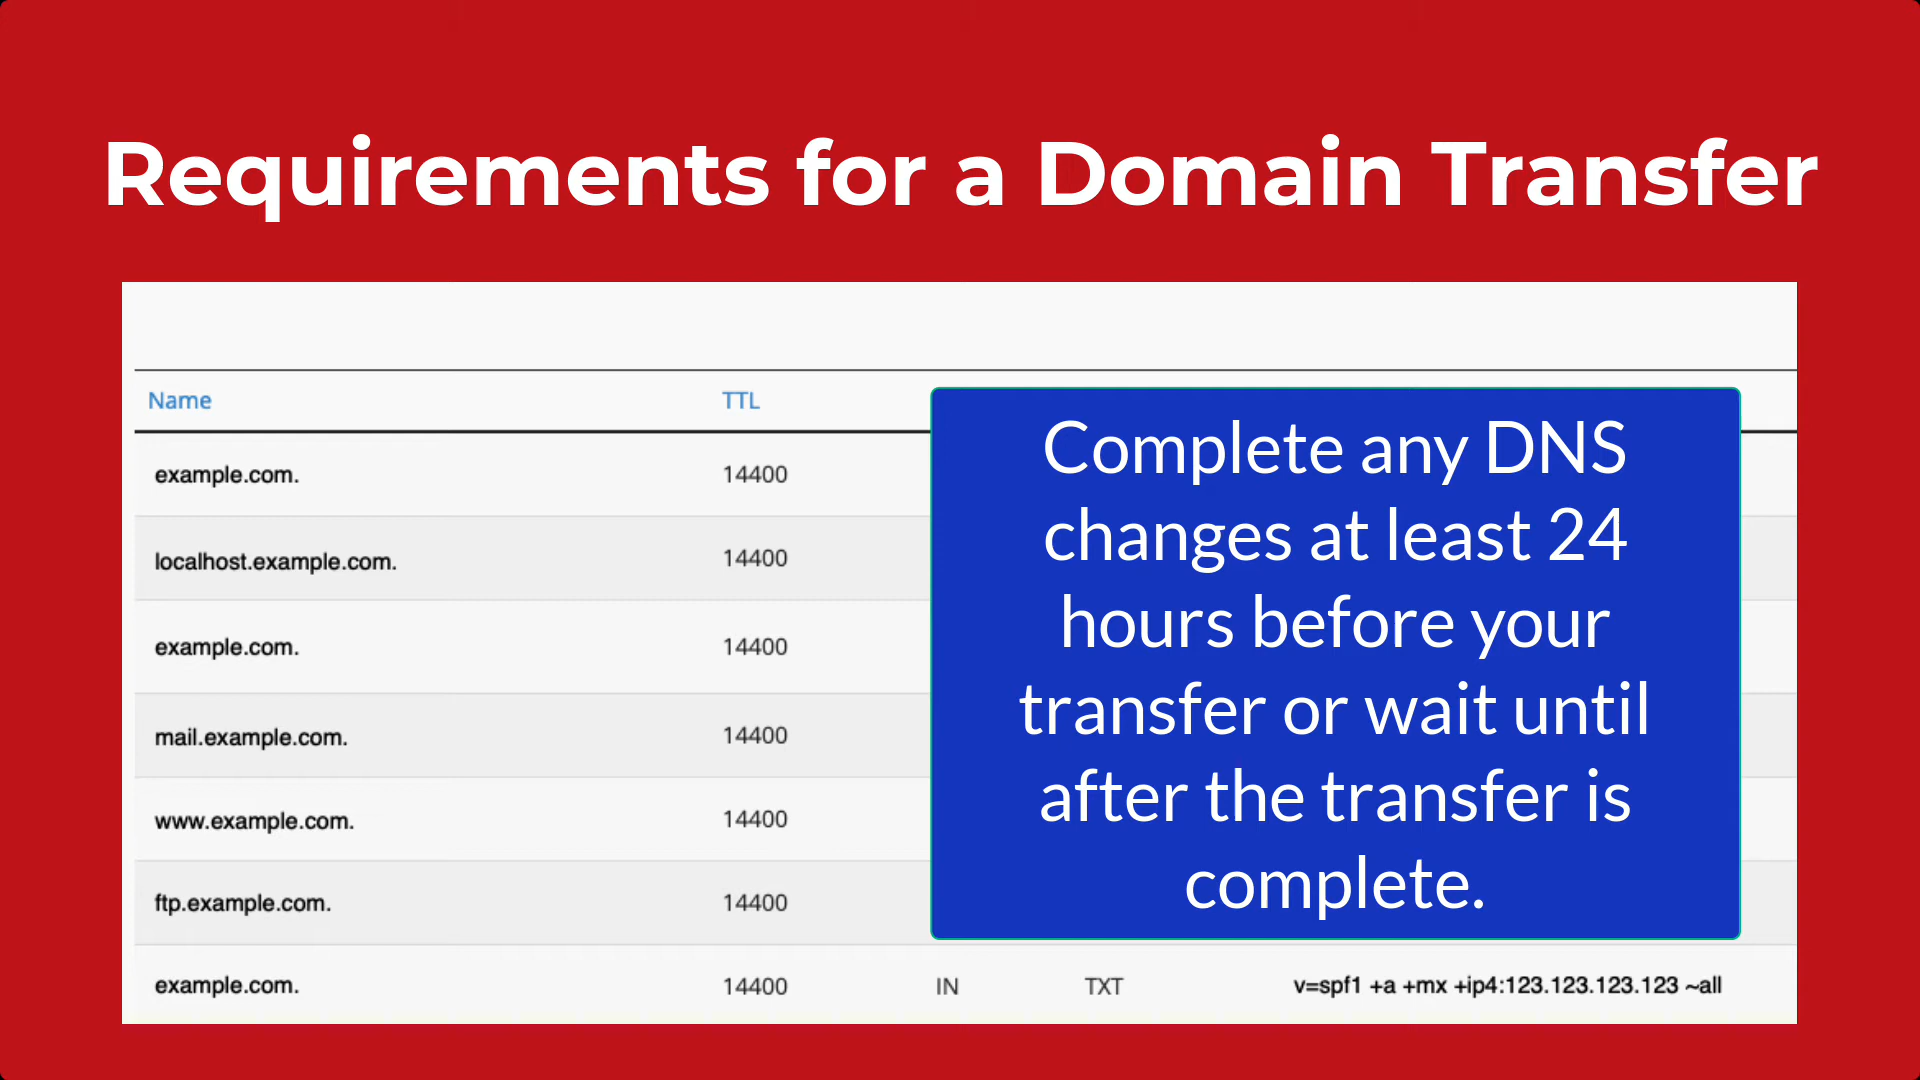 Requirements for a Domain Transfer
Name TTL
example.com. 14400
localhost.example.com. 14400
example.com. 14400
mail.example.com. 14400
www.example.com. 14400
ftp.example.com. 14400
example.com. 14400 IN TXT v=spf1 +a +mx +ip4:123.123.123.123 ~all
Complete any DNS
changes at least 24
hours before your
transfer or wait until
after the transfer is
complete.